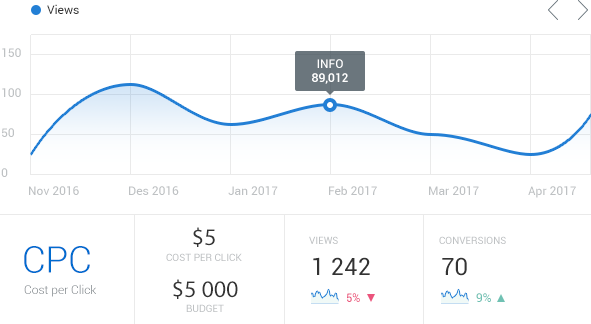 Views
INFO
89,012
150
100
50
0
Nov 2016
Des 2016
Jan 2017
Feb 2017
Mar 2017
Apr 2017
CPC
Cost per Click
$5
COST PER CLICK
$5 000
BUDGET
VIEWS
1 242
5%
CONVERSIONS
70
9%